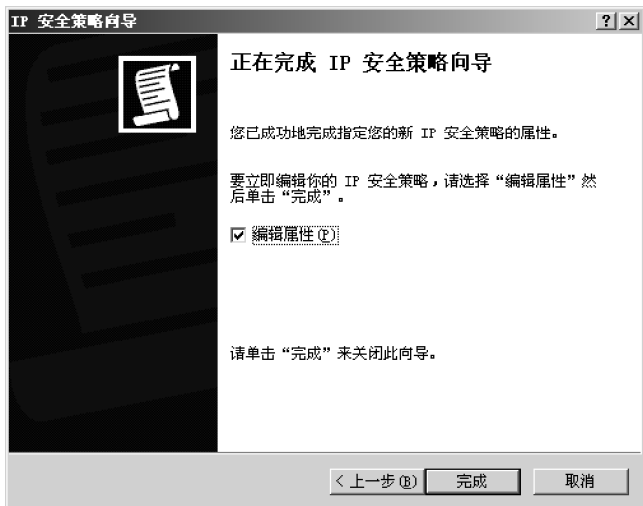 IP 安全策略向导
正在完成 IP 安全策略向导
您已成功地完成指定您的新 IP 安全策略的属性。
要立即编辑你的 IP 安全策略，请选择“编辑属性”然
后单击“完成”。
编辑属性(P)
请单击“完成”来关闭此向导。
< 上一步(B) 完成 取消